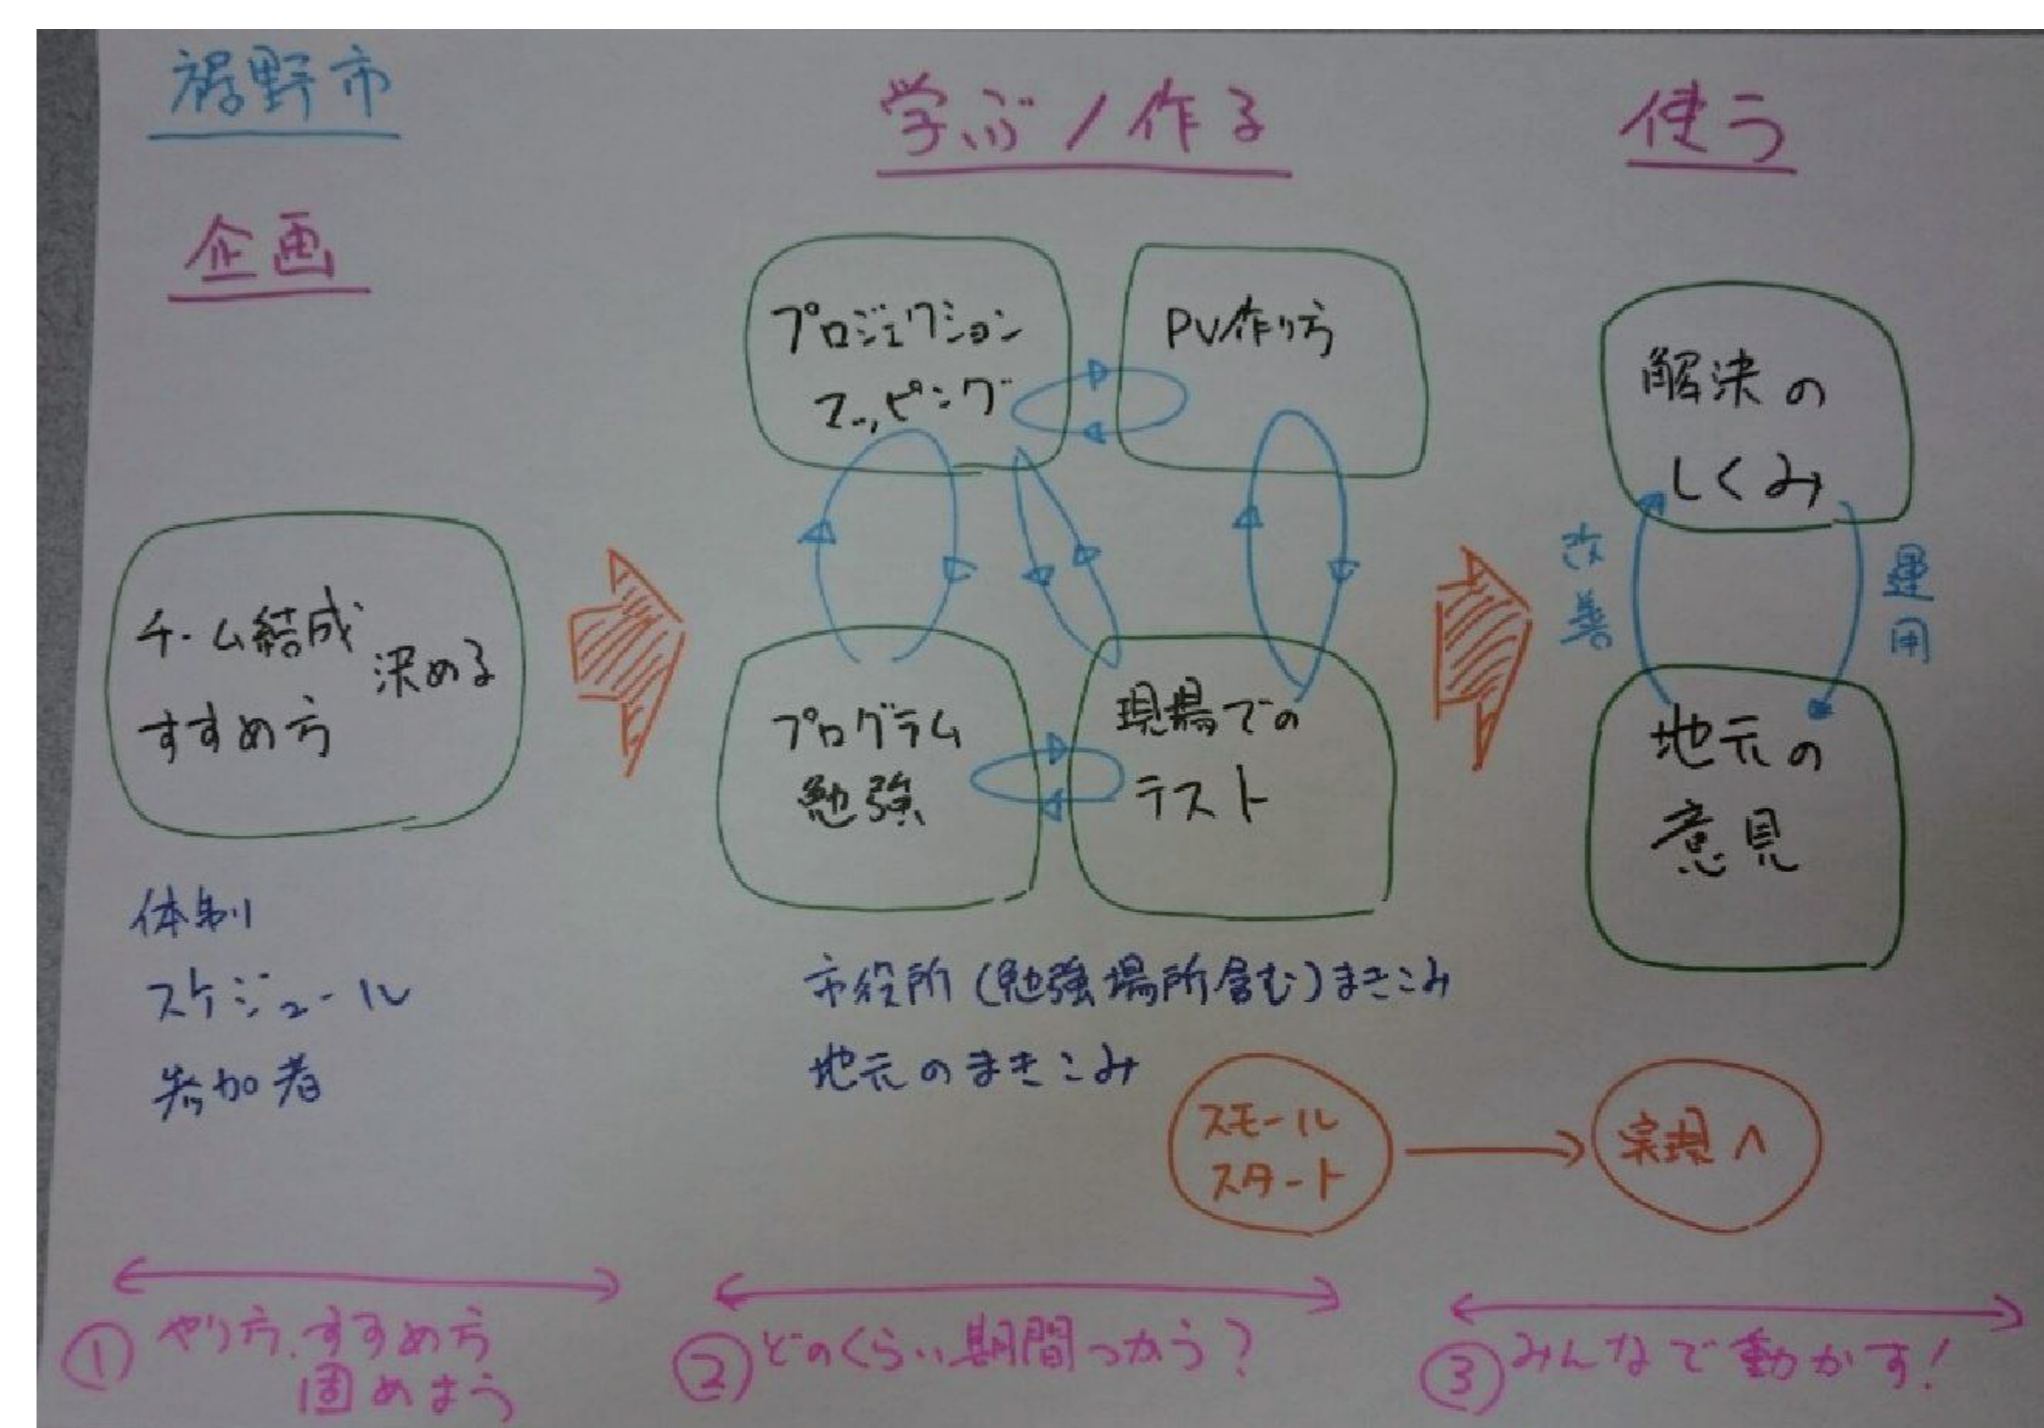 裾野市
企画
チーム結成
すすめ方
決める
体制
スケジュール
参加者
学ぶ/作る
プロジェクション
マッピング
PV作り方
プログラム
勉強
現場での
テスト
市役所(勉強場所含む)まきこみ
地元のまきこみ
スモール
スタート
実現へ
使う
解決の
しくみ
改善
運用
地元の
意見
① やり方、すすめ方
固めよう
② どのくらい期間つかう?
③ みんなで動かす!